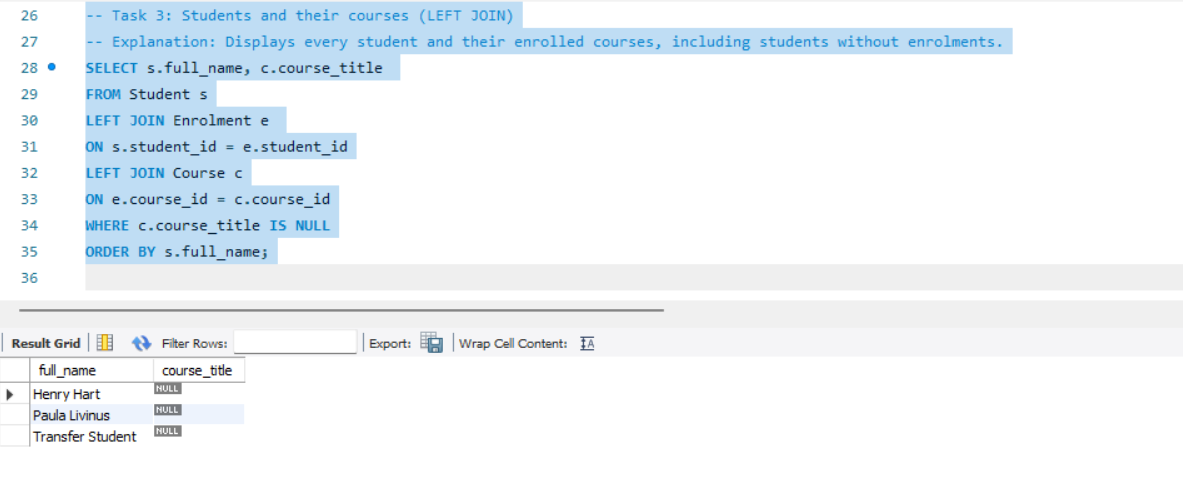 26 -- Task 3: Students and their courses (LEFT JOIN)
27 -- Explanation: Displays every student and their enrolled courses, including students without enrolments.
28 SELECT s.full_name, c.course_title
29 FROM Student s
30 LEFT JOIN Enrolment e
31 ON s.student_id = e.student_id
32 LEFT JOIN Course c
33 ON e.course_id = c.course_id
34 WHERE c.course_title IS NULL
35 ORDER BY s.full_name;
36
Result Grid Filter Rows: Export: Wrap Cell Content: IA
full_name course_title
Henry Hart NULL
Paula Livinus NULL
Transfer Student NULL